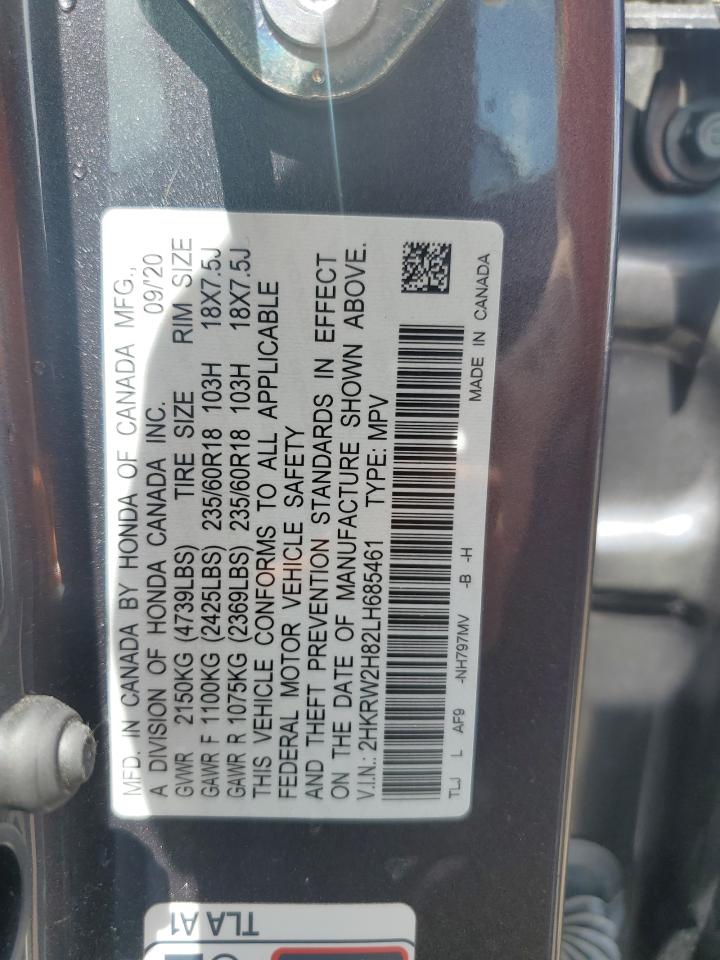 MFD. IN CANADA BY HONDA OF CANADA MFG.,
A DIVISION OF HONDA CANADA INC. 09/'20
GVWR 2150KG (4739LBS) TIRE SIZE RIM SIZE
GAWR F 1100KG (2425LBS) 235/60R18 103H 18X7.5J
GAWR R 1075KG (2369LBS) 235/60R18 103H 18X7.5J
THIS VEHICLE CONFORMS TO ALL APPLICABLE
FEDERAL MOTOR VEHICLE SAFETY
AND THEFT PREVENTION STANDARDS IN EFFECT
ON THE DATE OF MANUFACTURE SHOWN ABOVE.
V.I.N.: 2HKRW2H82LH685461 TYPE: MPV
TLJ L AF9 -NH797MV -B -H MADE IN CANADA
TLA A1